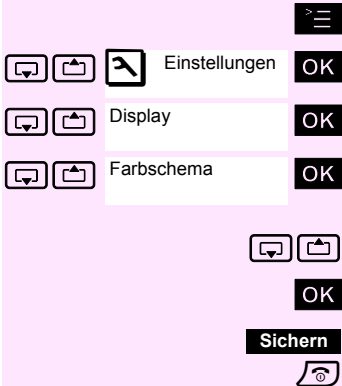 Einstellungen OK
Display OK
Farbschema OK
OK
Sichern